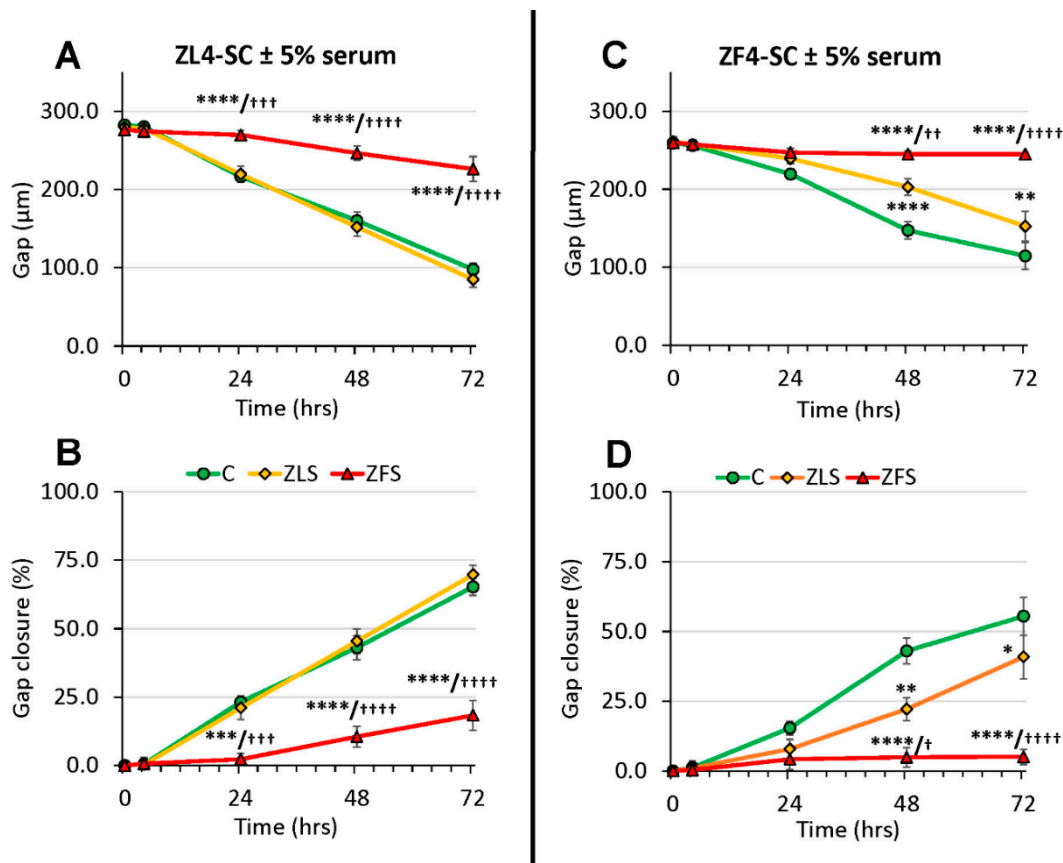 A
ZL4-SC ± 5% serum
300.0
200.0
100.0
0.0
Gap (µm)
****/†††
****/††††
****/††††
0
24
48
72
Time (hrs)
B
C
ZLS
ZFS
100.0
75.0
50.0
25.0
0.0
Gap closure (%)
***/†††
****/††††
****/††††
0
24
48
72
Time (hrs)
C
ZF4-SC ± 5% serum
300.0
200.0
100.0
0.0
Gap (µm)
****/††
****/††††
****
**
0
24
48
72
Time (hrs)
D
C
ZLS
ZFS
100.0
75.0
50.0
25.0
0.0
Gap closure (%)
**
*
****/†
****/††††
0
24
48
72
Time (hrs)